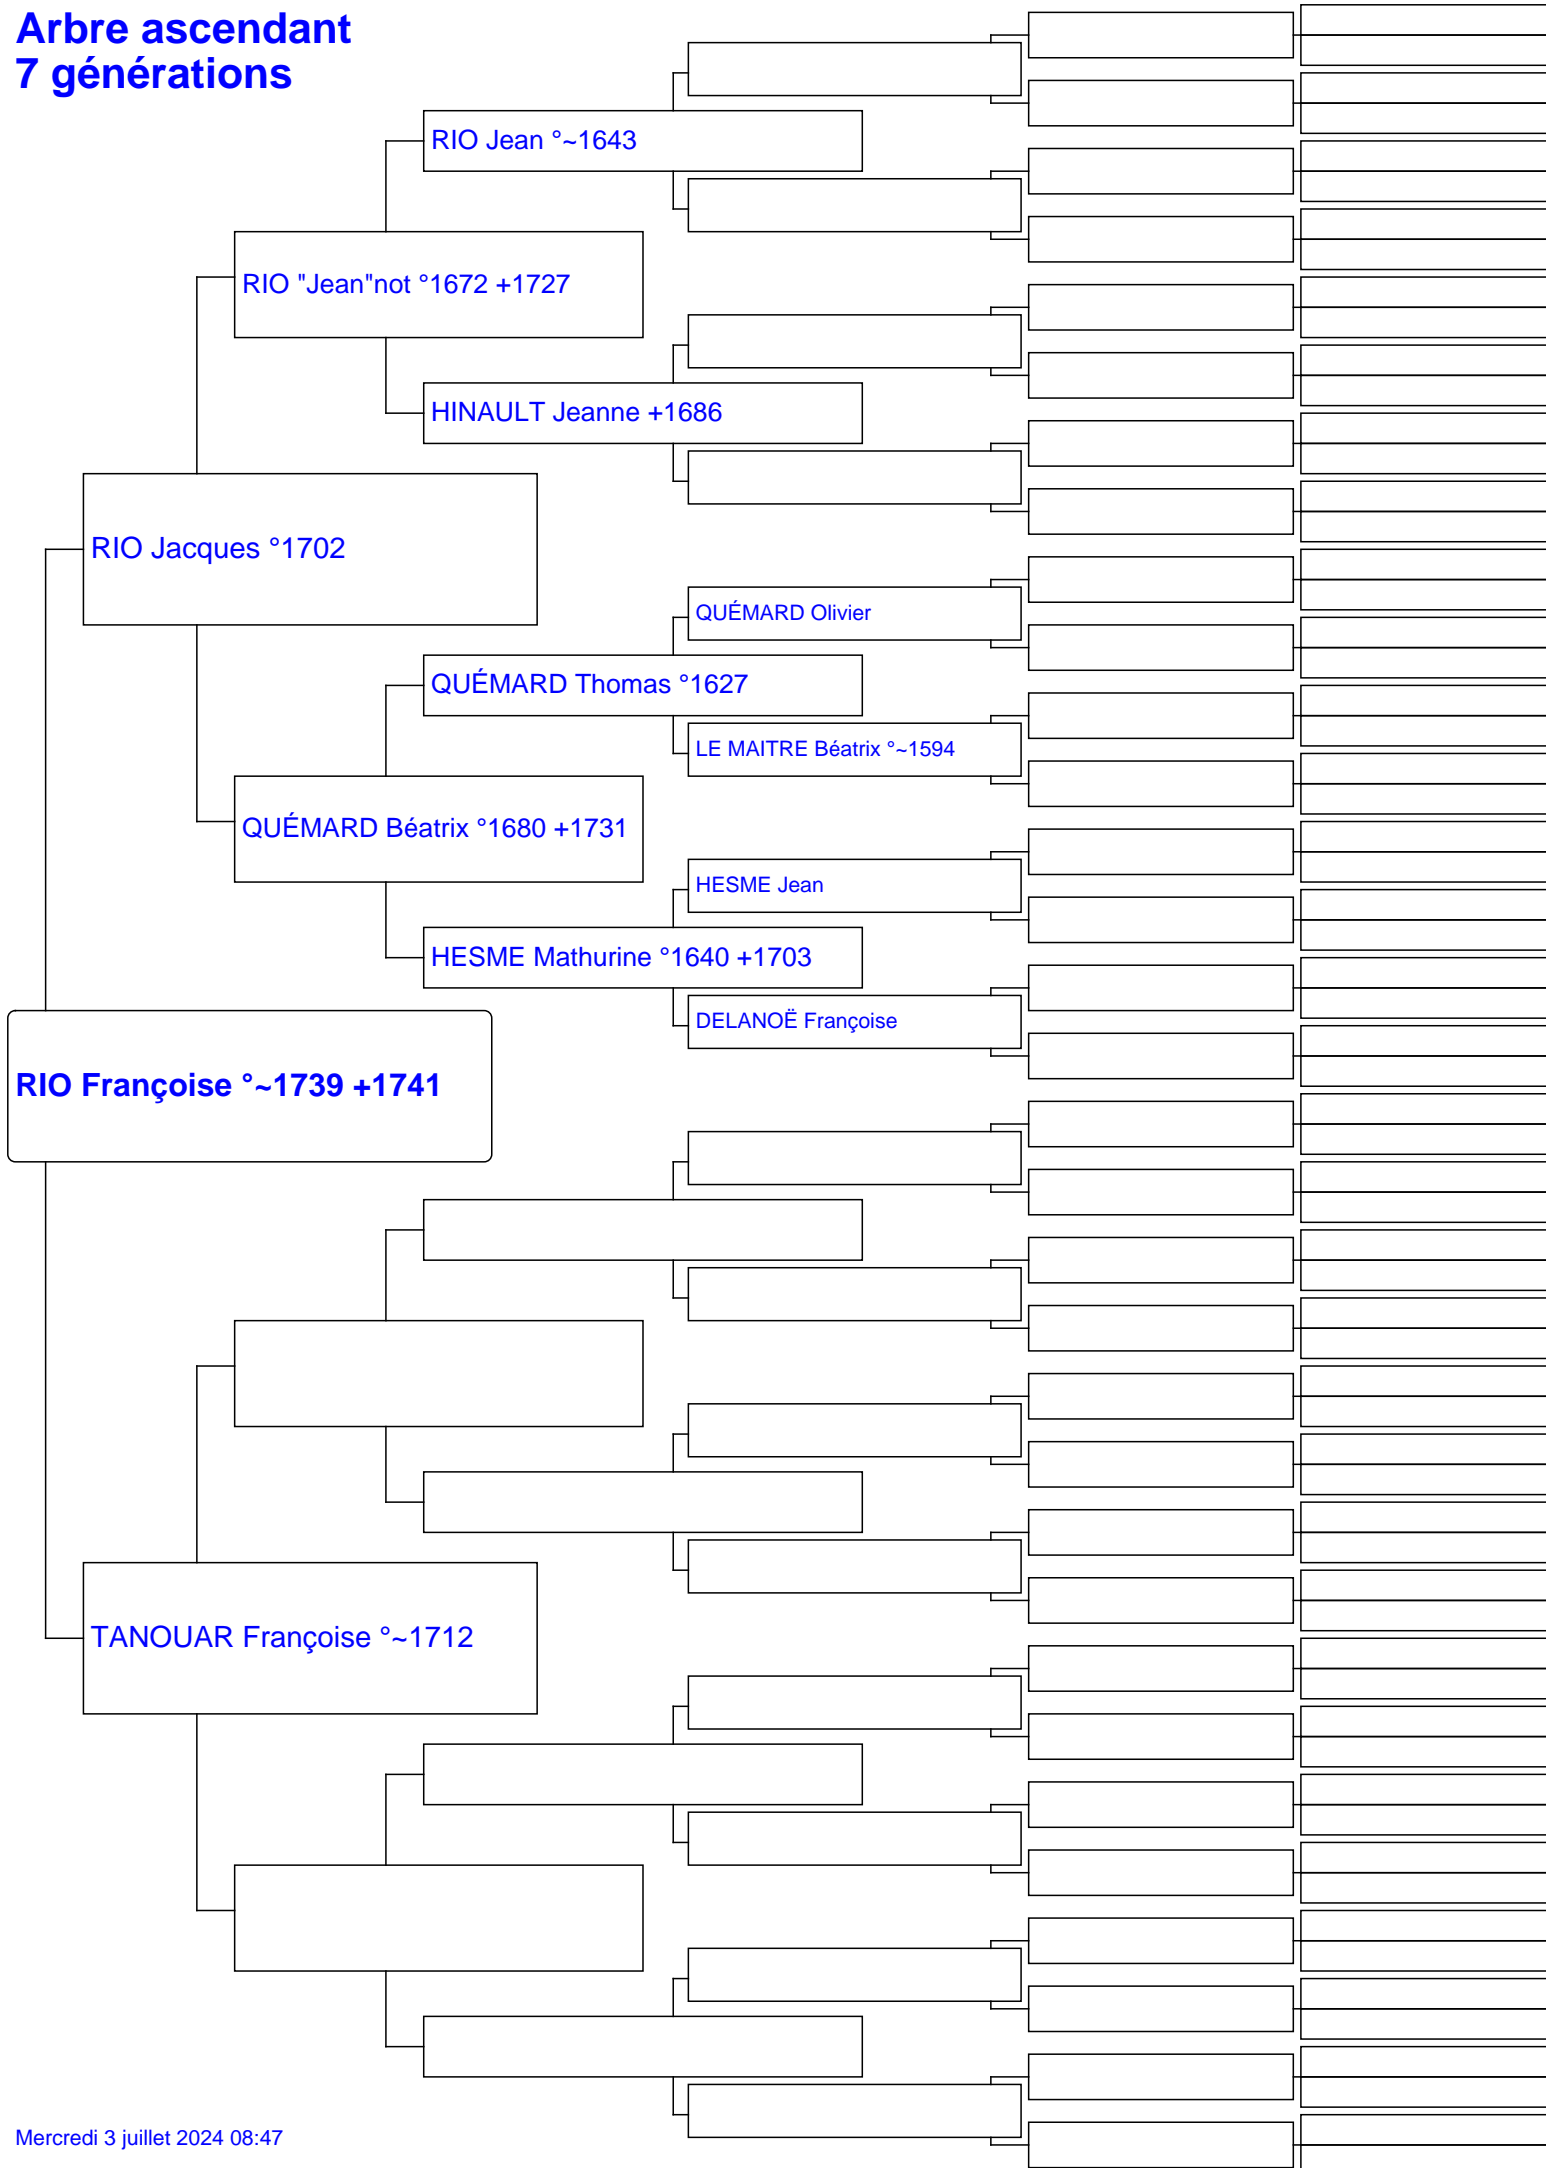 Arbre ascendant
7 générations
RIO Jean °~1643
RIO "Jean"not °1672 +1727
HINAULT Jeanne +1686
RIO Jacques °1702
QUÉMARD Olivier
QUÉMARD Thomas °1627
LE MAITRE Béatrix °~1594
QUÉMARD Béatrix °1680 +1731
HESME Jean
HESME Mathurine °1640 +1703
DELANOË Françoise
RIO Françoise °~1739 +1741
TANOUAR Françoise °~1712
Mercredi 3 juillet 2024 08:47